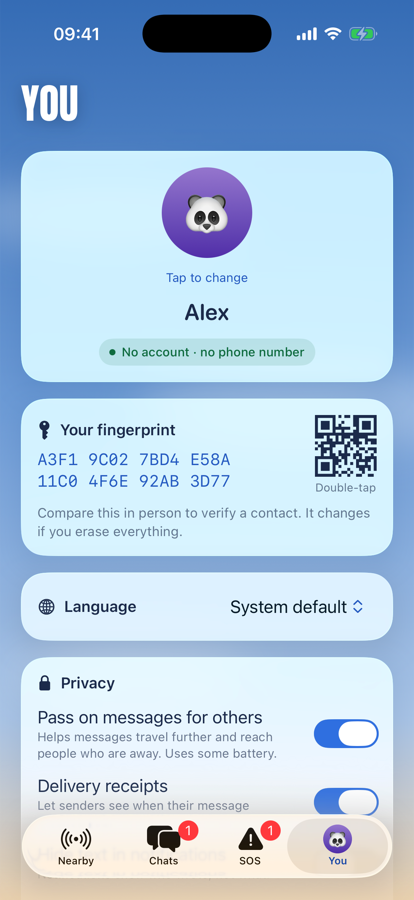 09:41
YOU
Tap to change
Alex
No account · no phone number
Your fingerprint
A3F1 9C02 7BD4 E58A
11C0 4F6E 92AB 3D77
Double-tap
Compare this in person to verify a contact. It changes
if you erase everything.
Language
System default
Privacy
Pass on messages for others
Helps messages travel further and reach
people who are away. Uses some battery.
Delivery receipts
Let senders see when their message
1
1
Nearby
Chats
SOS
You